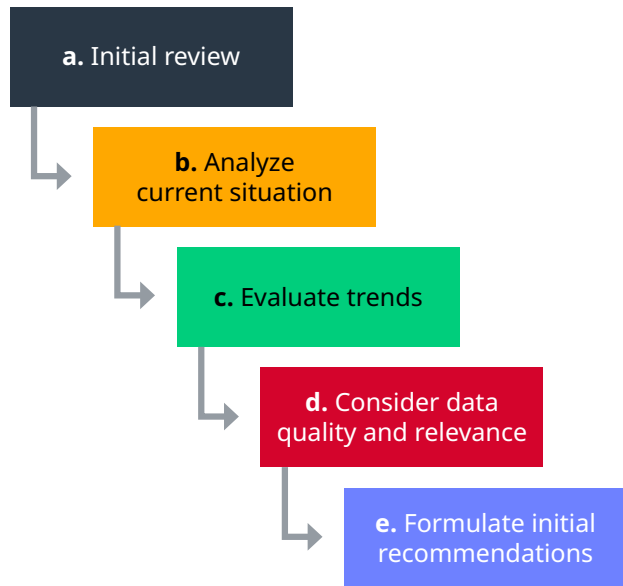 a. Initial review
b. Analyze
current situation
c. Evaluate trends
d. Consider data
quality and relevance
e. Formulate initial
recommendations